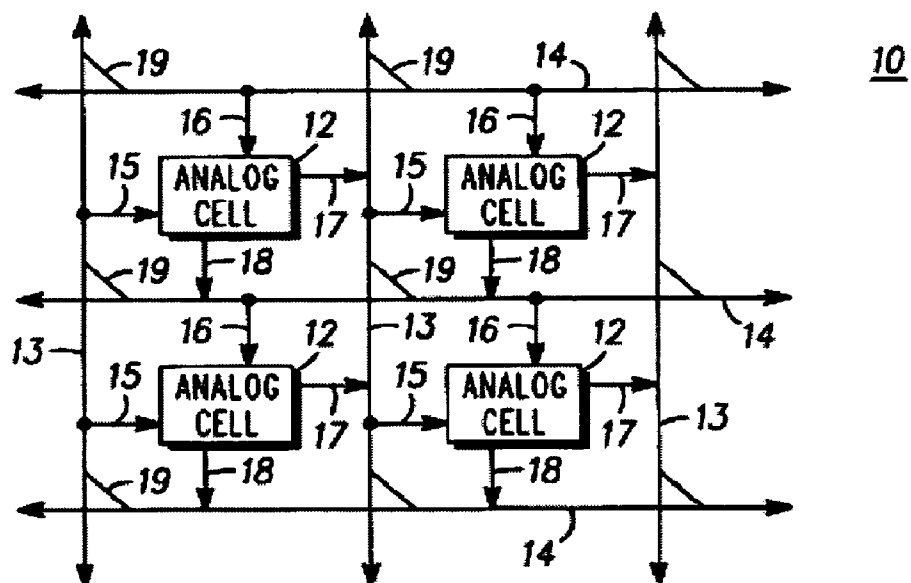 19 19 14 10
16 12 16 12
15 ANALOG CELL 17 15 ANALOG CELL 17
19 18 19 18
13 16 12 13 16 12 14
15 ANALOG CELL 17 15 ANALOG CELL 17 13
19 18 18
14